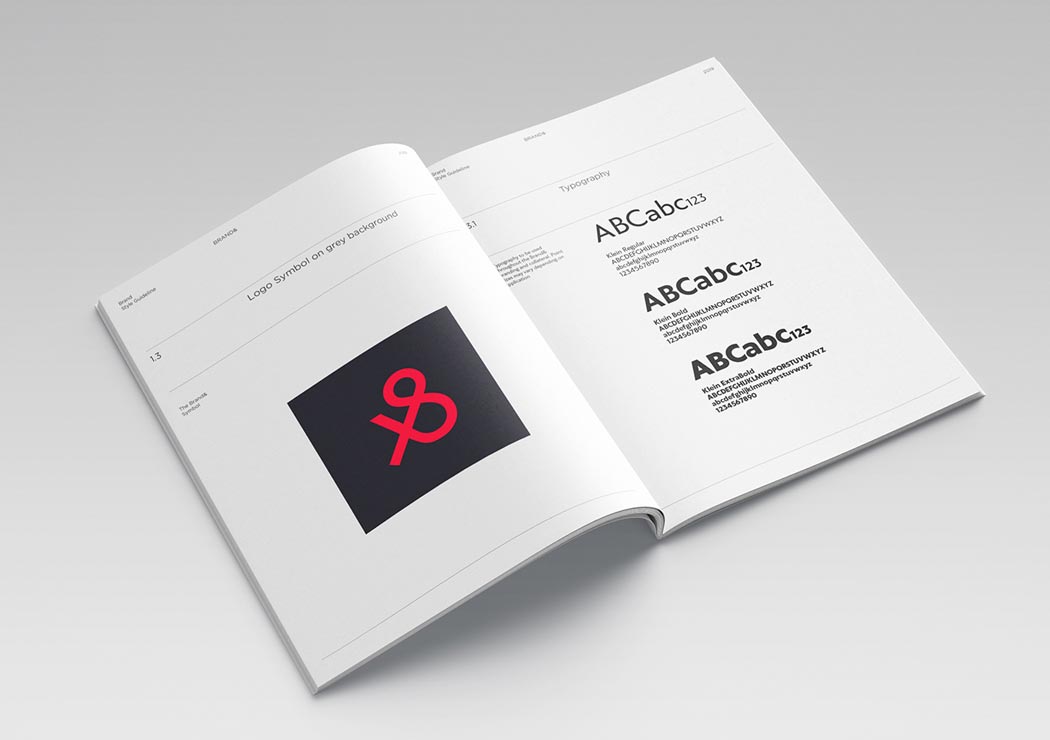 BRAND&
Brand
Style Guideline
1.3
Logo Symbol on grey background
The Brand&
Symbol
&
2019
BRAND&
Brand
Style Guideline
3.1
Typography
typography to be used
throughout the Brand&
branding and collateral. Point
sizes may vary depending on
application
ABCabc123
Klein Regular
ABCDEFGHIJKLMNOPQRSTUVWXYZ
abcdefghijklmnopqrstuvwxyz
1234567890
ABCabc123
Klein Bold
ABCDEFGHIJKLMNOPQRSTUVWXYZ
abcdefghijklmnopqrstuvwxyz
1234567890
ABCabc123
Klein ExtraBold
ABCDEFGHIJKLMNOPQRSTUVWXYZ
abcdefghijklmnopqrstuvwxyz
1234567890